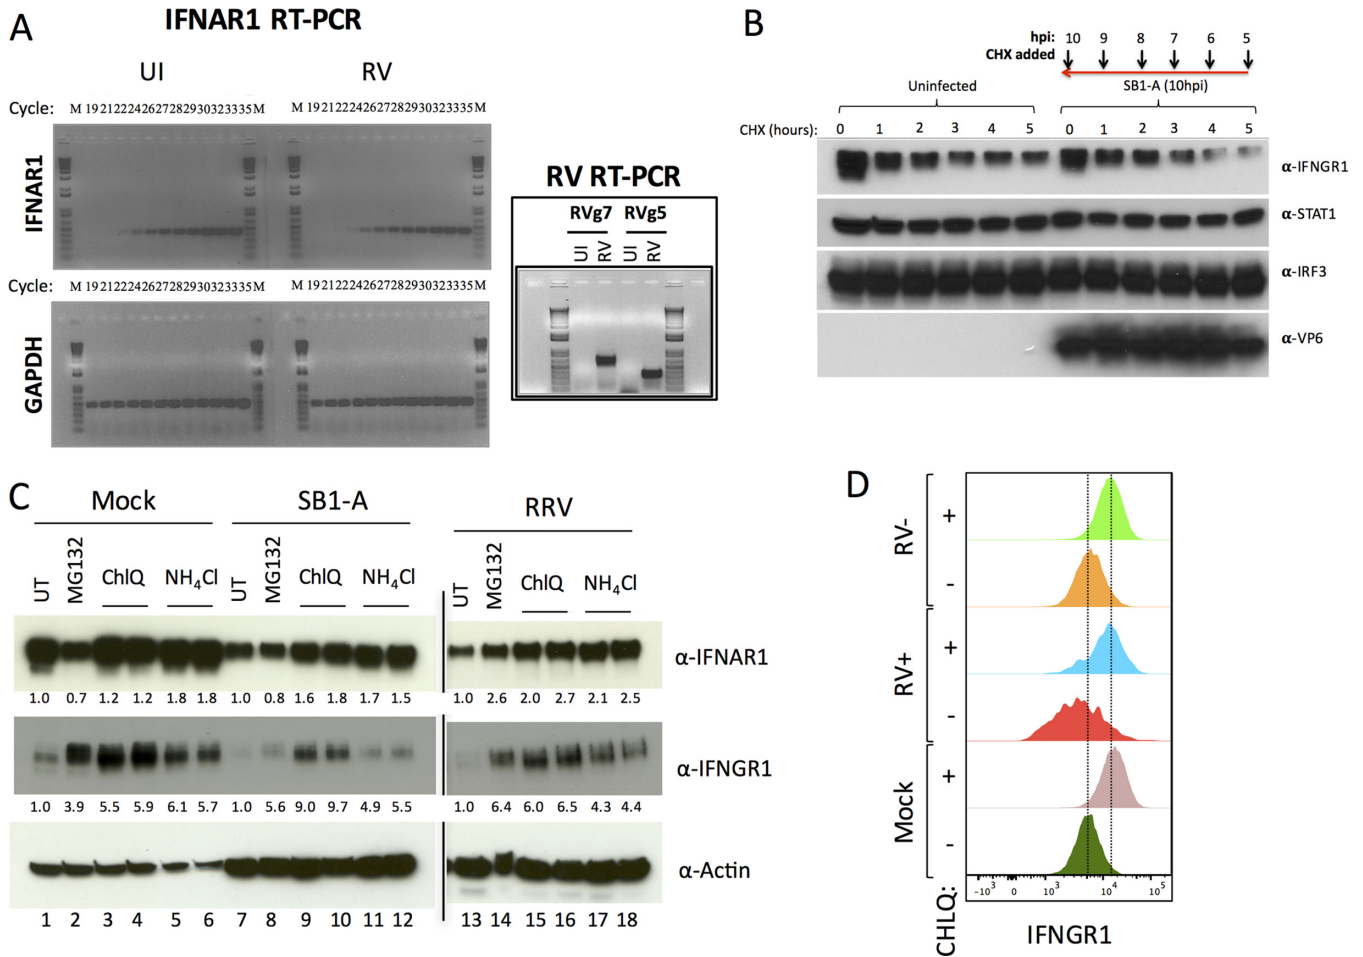 A
IFNAR1 RT-PCR
UI
RV
Cycle: M 19 21 22 24 26 27 28 29 30 32 33 35 M M 19 21 22 24 26 27 28 29 30 32 33 35 M
IFNAR1
Cycle: M 19 21 22 24 26 27 28 29 30 32 33 35 M M 19 21 22 24 26 27 28 29 30 32 33 35 M
GAPDH
RV RT-PCR
RVg7 RVg5
UI RV UI RV
B
hpi: 10 9 8 7 6 5
CHX added
Uninfected
SB1-A (10hpi)
CHX (hours): 0 1 2 3 4 5 0 1 2 3 4 5
α-IFNGR1
α-STAT1
α-IRF3
α-VP6
C
Mock SB1-A RRV
UT MG132 ChlQ NH4Cl UT MG132 ChlQ NH4Cl UT MG132 ChlQ NH4Cl
α-IFNAR1
1.0 0.7 1.2 1.2 1.8 1.8 1.0 0.8 1.6 1.8 1.7 1.5 1.0 2.6 2.0 2.7 2.1 2.5
α-IFNGR1
1.0 3.9 5.5 5.9 6.1 5.7 1.0 5.6 9.0 9.7 4.9 5.5 1.0 6.4 6.0 6.5 4.3 4.4
α-Actin
1 2 3 4 5 6 7 8 9 10 11 12 13 14 15 16 17 18
D
RV-
+
-
RV+
+
-
Mock
+
-
CHLQ:
-10³ 0 10³ 10⁴ 10⁵
IFNGR1